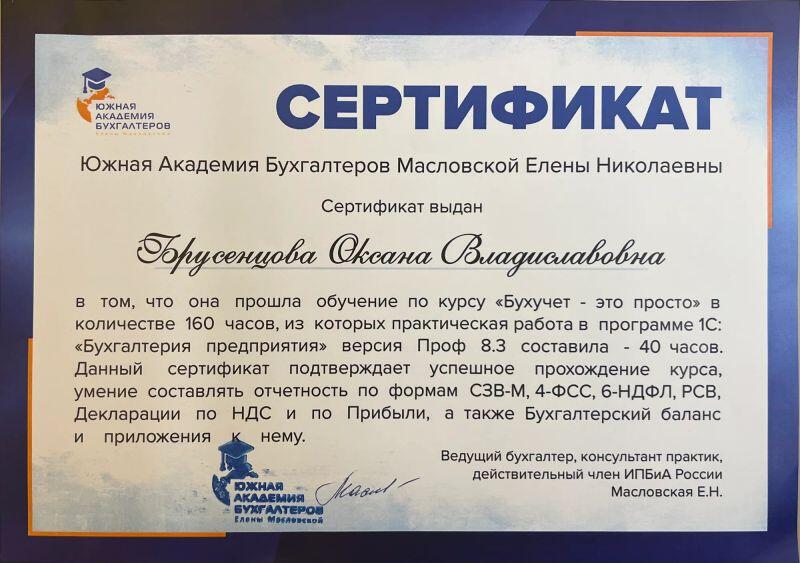 ЮЖНАЯ
АКАДЕМИЯ
БУХГАЛТЕРОВ
Елены Масловской
СЕРТИФИКАТ
Южная Академия Бухгалтеров Масловской Елены Николаевны
Сертификат выдан
Брусенцова Оксана Владиславовна
в том, что она прошла обучение по курсу «Бухучет - это просто» в
количестве 160 часов, из которых практическая работа в программе 1С:
«Бухгалтерия предприятия» версия Проф 8.3 составила - 40 часов.
Данный сертификат подтверждает успешное прохождение курса,
умение составлять отчетность по формам СЗВ-М, 4-ФСС, 6-НДФЛ, РСВ,
Декларации по НДС и по Прибыли, а также Бухгалтерский баланс
и приложения к нему.
Ведущий бухгалтер, консультант практик,
действительный член ИПБиА России
Масловская Е.Н.
ЮЖНАЯ
АКАДЕМИЯ
БУХГАЛТЕРОВ
Елены Масловской